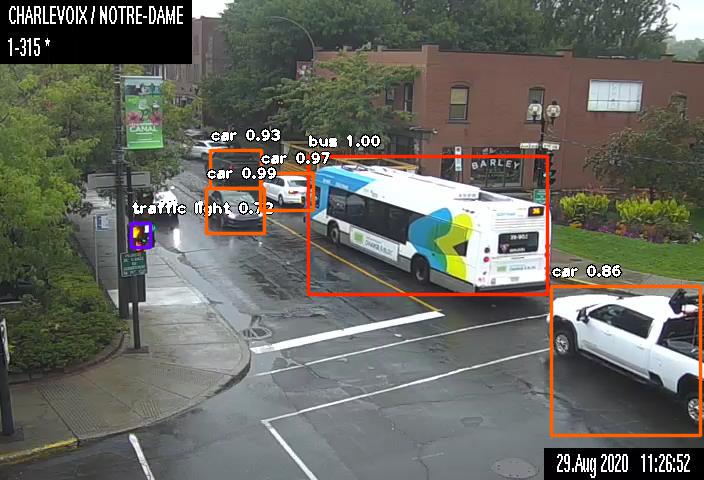 CHARLEVOIX / NOTRE-DAME
1-315 *
CANAL
car 0.93
car 0.97
bus 1.00
car 0.99
traffic light 0.72
BARLEY
36
car 0.86
29.Aug 2020 11:26:52